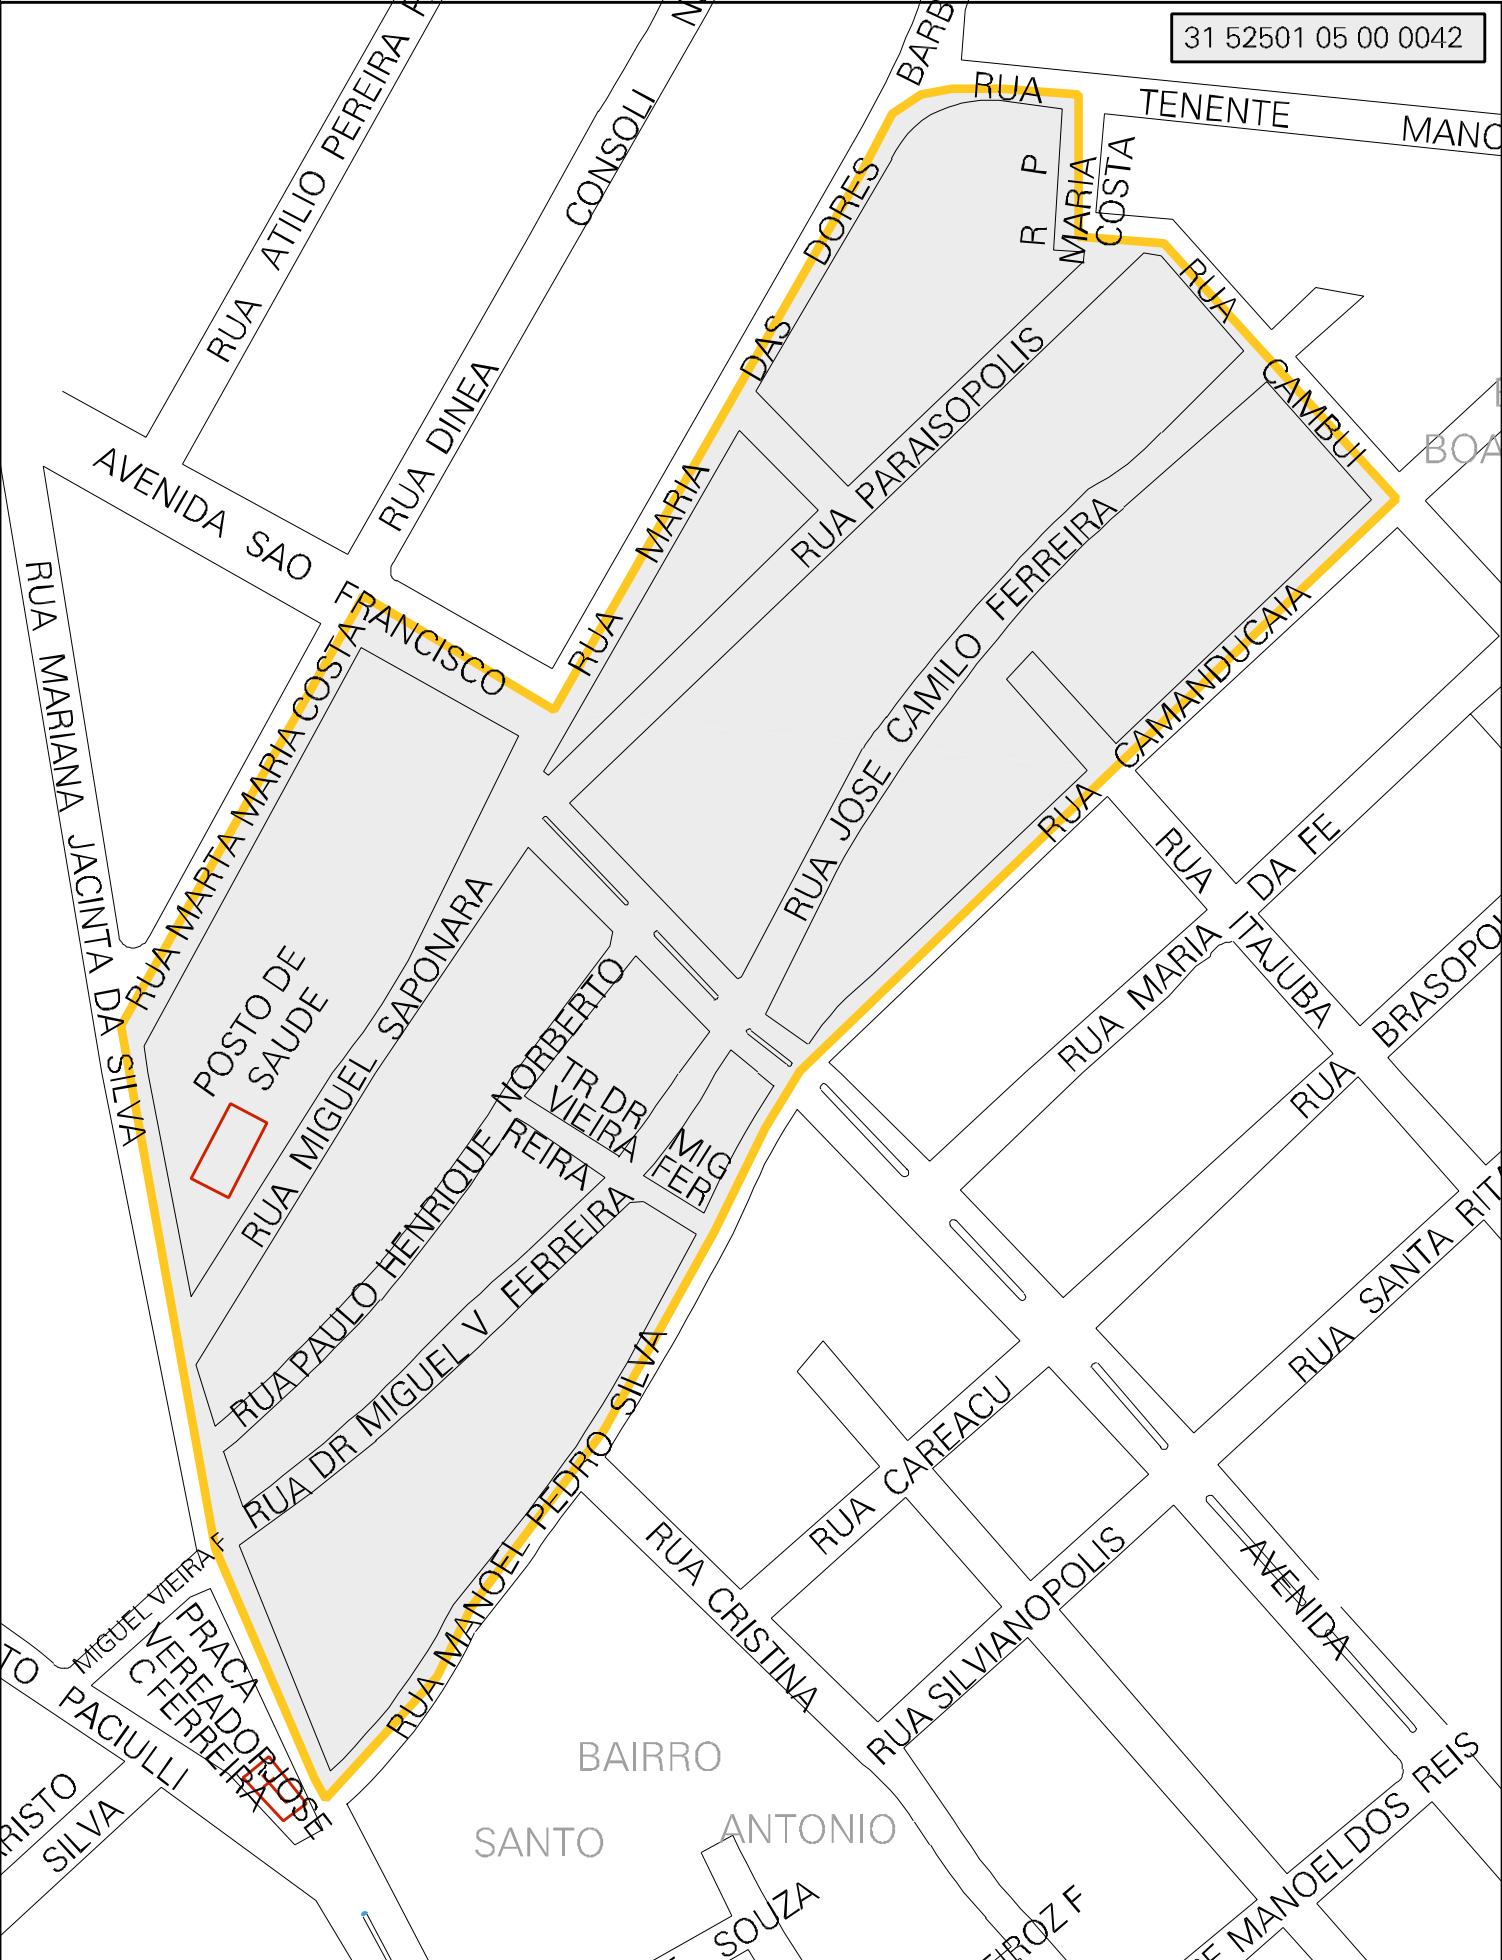 31 52501 05 00 0042
RUA ATILIO PEREIRA
RUA DINEA CONSOLI
BARB
RUA
TENENTE
MANO
R P
MARIA
COSTA
RUA MARIA DAS DORES
RUA CAMBUI
BOA
RUA PARAISOPOLIS
AVENIDA SAO FRANCISCO
RUA JOSE CAMILO FERREIRA
RUA CAMANDUCAIA
RUA MARIANA JACINTA DA SILVA
RUA MARTA MARIA COSTA
POSTO DE
SAUDE
RUA MIGUEL SAPONARA
RUA PAULO HENRIQUE NORBERTO
TR DR
VIEIRA
MIG
FER
REIRA
RUA DR MIGUEL V FERREIRA
RUA MARIA DA FE
RUA ITAJUBA
RUA BRASOPOL
RUA SANTA RITA
RUA CAREACU
RUA SILVIANOPOLIS
RUA CRISTINA
AVENIDA
RUA MANOEL PEDRO SILVA
MIGUEL VIEIRA F
PRACA
VEREADOR JOSE
C FERREIRA
TO PACIULLI
RISTO
SILVA
BAIRRO
SANTO ANTONIO
SOUZA
ROZ F
E MANOEL DOS REIS